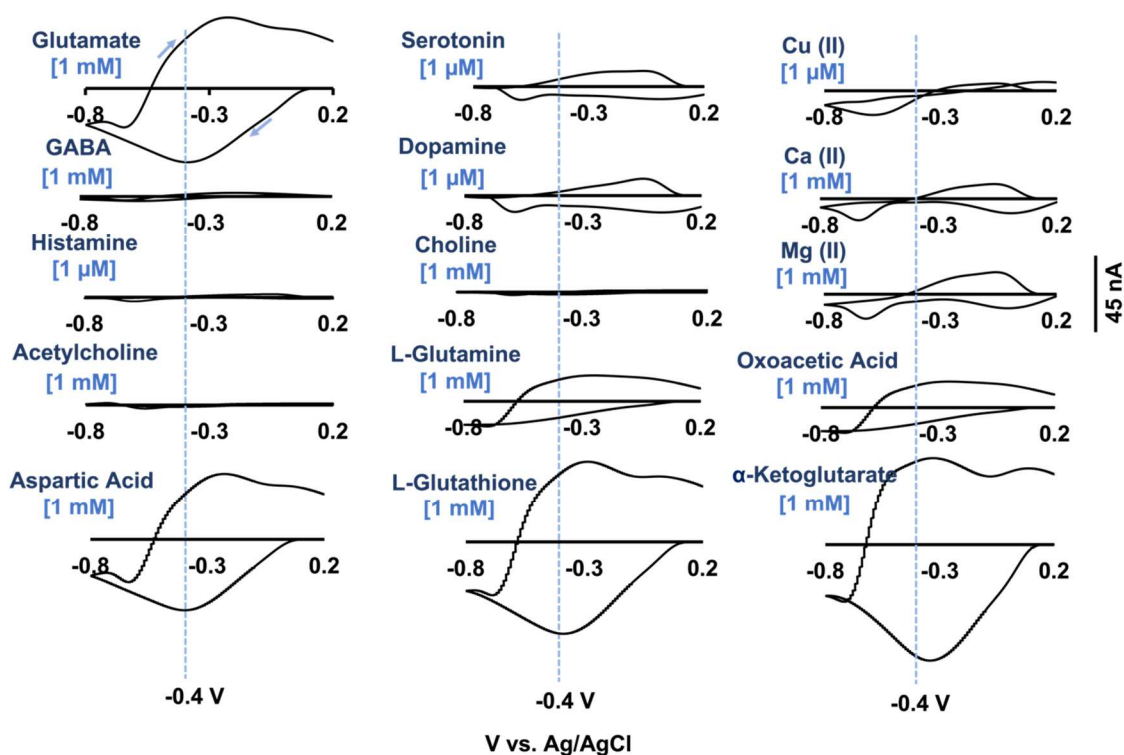 Glutamate
[1 mM]
-0.8
-0.3
0.2
GABA
[1 mM]
-0.8
-0.3
0.2
Histamine
[1 µM]
-0.8
-0.3
0.2
Acetylcholine
[1 mM]
-0.8
-0.3
0.2
Aspartic Acid
[1 mM]
-0.8
-0.3
0.2
-0.4 V
Serotonin
[1 µM]
-0.8
-0.3
0.2
Dopamine
[1 µM]
-0.8
-0.3
0.2
Choline
[1 mM]
-0.8
-0.3
0.2
L-Glutamine
[1 mM]
-0.8
-0.3
0.2
L-Glutathione
[1 mM]
-0.8
-0.3
0.2
-0.4 V
Cu (II)
[1 µM]
-0.8
-0.3
0.2
Ca (II)
[1 mM]
-0.8
-0.3
0.2
Mg (II)
[1 mM]
-0.8
-0.3
0.2
Oxoacetic Acid
[1 mM]
-0.8
-0.3
0.2
α-Ketoglutarate
[1 mM]
-0.8
-0.3
0.2
-0.4 V
45 nA
V vs. Ag/AgCl